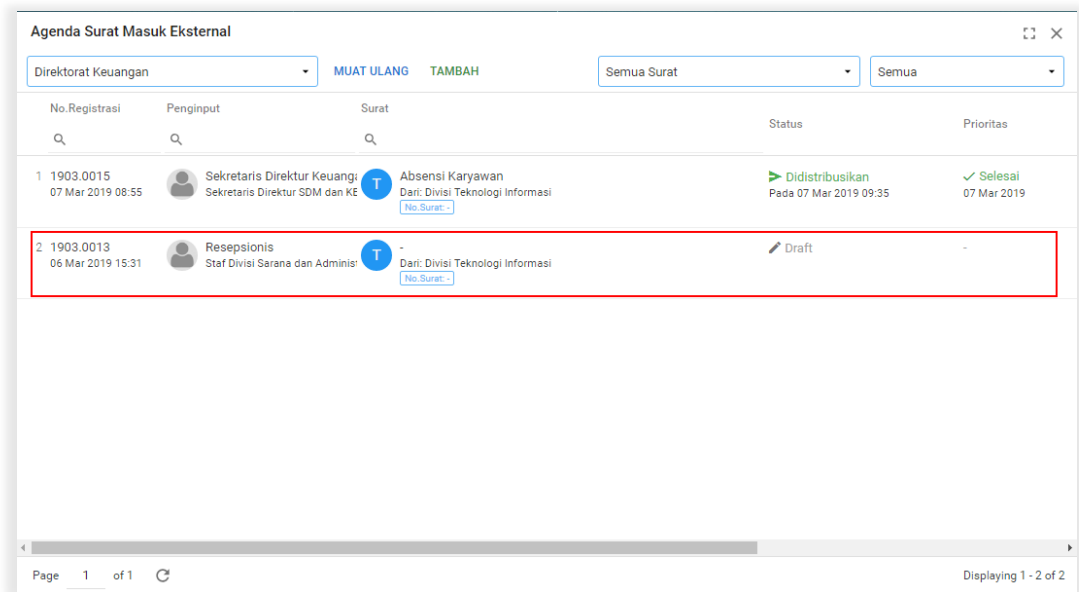 Agenda Surat Masuk Eksternal
Direktorat Keuangan MUAT ULANG TAMBAH Semua Surat Semua
No.Registrasi Penginput Surat Status Prioritas
1 1903.0015 Sekretaris Direktur Keuanga T Absensi Karyawan Didistribusikan Selesai
07 Mar 2019 08:55 Sekretaris Direktur SDM dan KE Dari: Divisi Teknologi Informasi Pada 07 Mar 2019 09:35 07 Mar 2019
No.Surat: -
2 1903.0013 Resepsionis T - Draft -
06 Mar 2019 15:31 Staf Divisi Sarana dan Adminis Dari: Divisi Teknologi Informasi
No.Surat: -
Page 1 of 1 Displaying 1 - 2 of 2